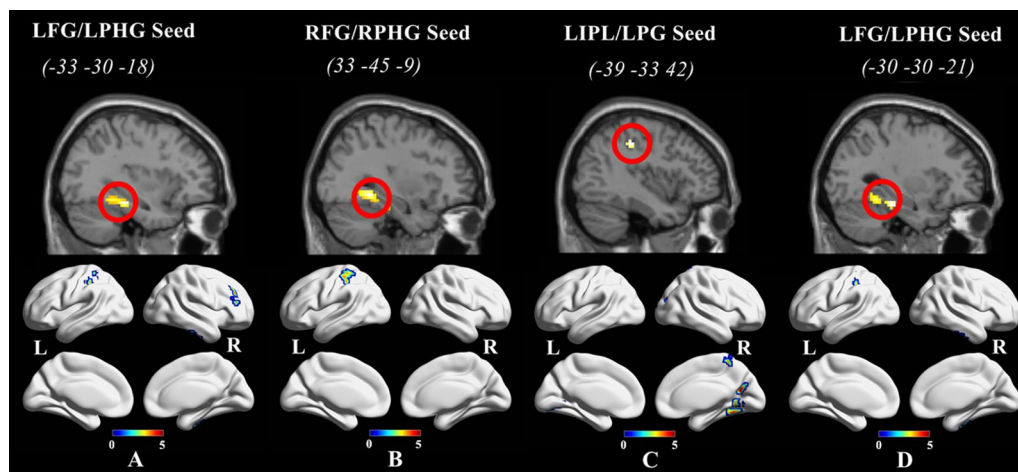 LFG/LPHG Seed
(-33 -30 -18)
RFG/RPHG Seed
(33 -45 -9)
LIPL/LPG Seed
(-39 -33 42)
LFG/LPHG Seed
(-30 -30 -21)
L
R
L
R
L
R
L
R
0 5
0 5
0 5
0 5
A
B
C
D